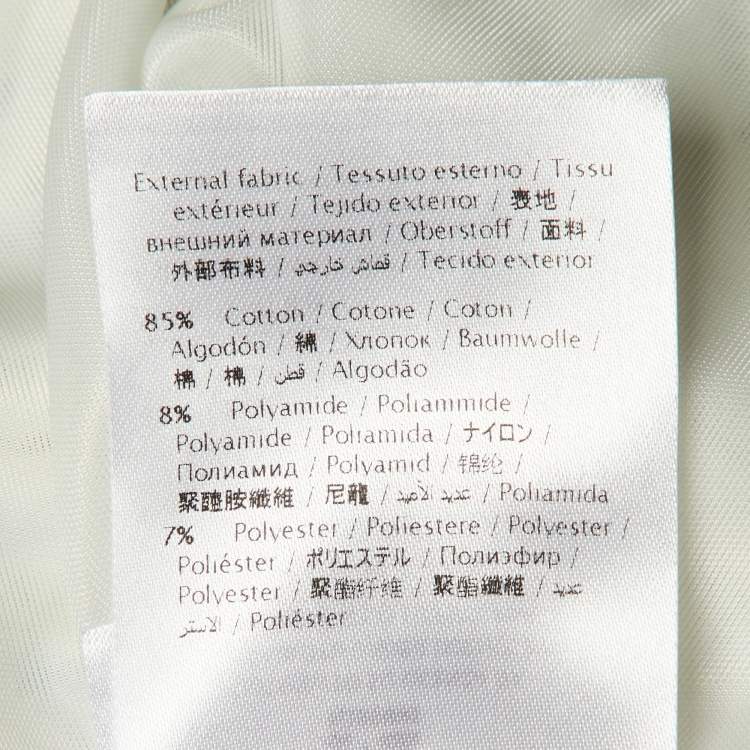 External fabric / Tessuto esterno / Tissu
extérieur / Tejido exterior / 表地 /
внешний материал / Oberstoff / 面料 /
外部布料 / قماش خارجي / Tecido exterior
85% Cotton / Cotone / Coton /
Algodón / 綿 / Хлопок / Baumwolle /
棉 / 棉 / قطن / Algodão
8% Polyamide / Poliammide /
Polyamide / Poliamida / ナイロン /
Полиамид / Polyamid / 锦纶 /
聚醯胺纖維 / 尼龍 / عديد الأميد / Poliamida
7% Polyester / Poliestere / Polyester /
Poliéster / ポリエステル / Полиэфир /
Polyester / 聚酯纤维 / 聚酯纖維 / عديد
الاستر / Poliéster